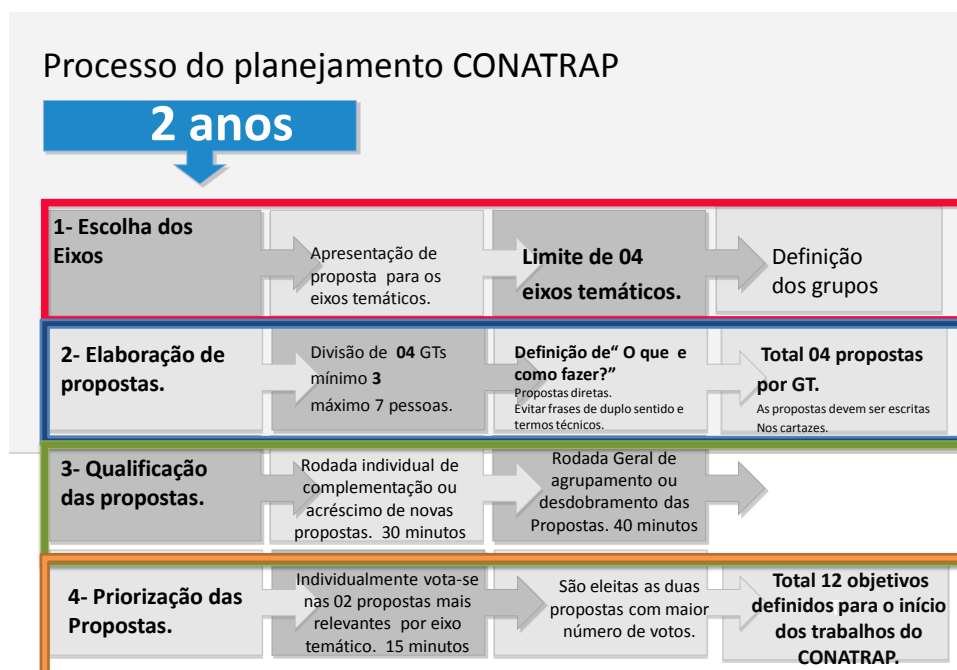 Processo do planejamento CONATRAP
2 anos
1- Escolha dos
Eixos
Apresentação de
proposta para os
eixos temáticos.
Limite de 04
eixos temáticos.
Definição
dos grupos
2- Elaboração de
propostas.
Divisão de 04 GTs
mínimo 3
máximo 7 pessoas.
Definição de“ O que e
como fazer?”
Propostas diretas.
Evitar frases de duplo sentido e
termos técnicos.
Total 04 propostas
por GT.
As propostas devem ser escritas
Nos cartazes.
3- Qualificação
das propostas.
Rodada individual de
complementação ou
acréscimo de novas
propostas. 30 minutos
Rodada Geral de
agrupamento ou
desdobramento das
Propostas. 40 minutos
4- Priorização das
Propostas.
Individualmente vota-se
nas 02 propostas mais
relevantes por eixo
temático. 15 minutos
São eleitas as duas
propostas com maior
número de votos.
Total 12 objetivos
definidos para o início
dos trabalhos do
CONATRAP.